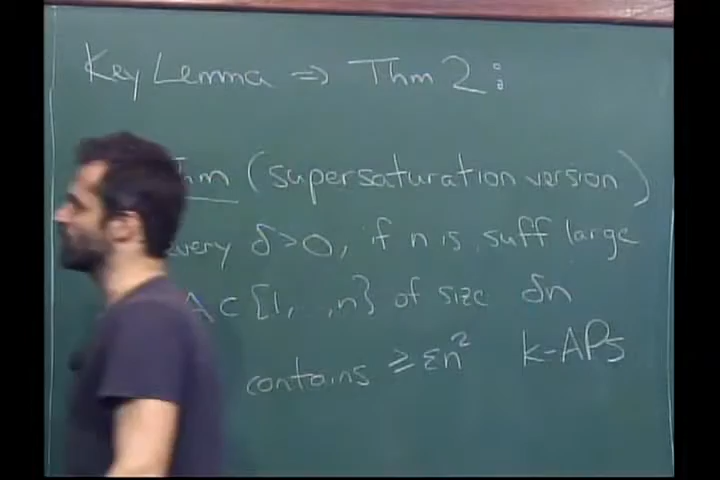 Key Lemma ⇒ Thm 2:
Thm (supersaturation version)
every δ>0, if n is suff large
A ⊂ {1,..,n} of size δn
contains ≥ εn² k-APs